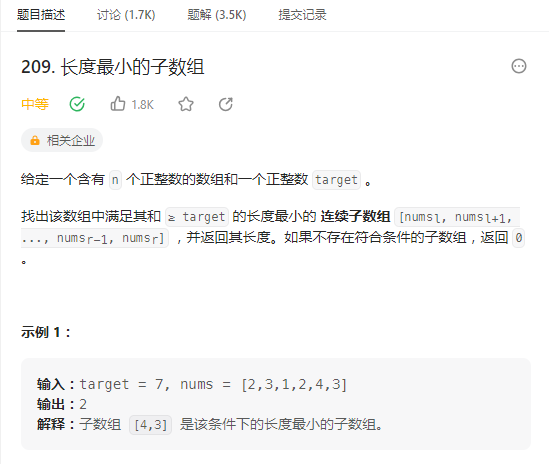 题目描述 讨论 (1.7K) 题解 (3.5K) 提交记录
209. 长度最小的子数组
中等 1.8K
相关企业
给定一个含有 n 个正整数的数组和一个正整数 target 。
找出该数组中满足其和 ≥ target 的长度最小的 连续子数组 [numsl, numsl+1,
..., numsr-1, numsr] ，并返回其长度。如果不存在符合条件的子数组，返回 0
。
示例 1：
输入：target = 7, nums = [2,3,1,2,4,3]
输出：2
解释：子数组 [4,3] 是该条件下的长度最小的子数组。